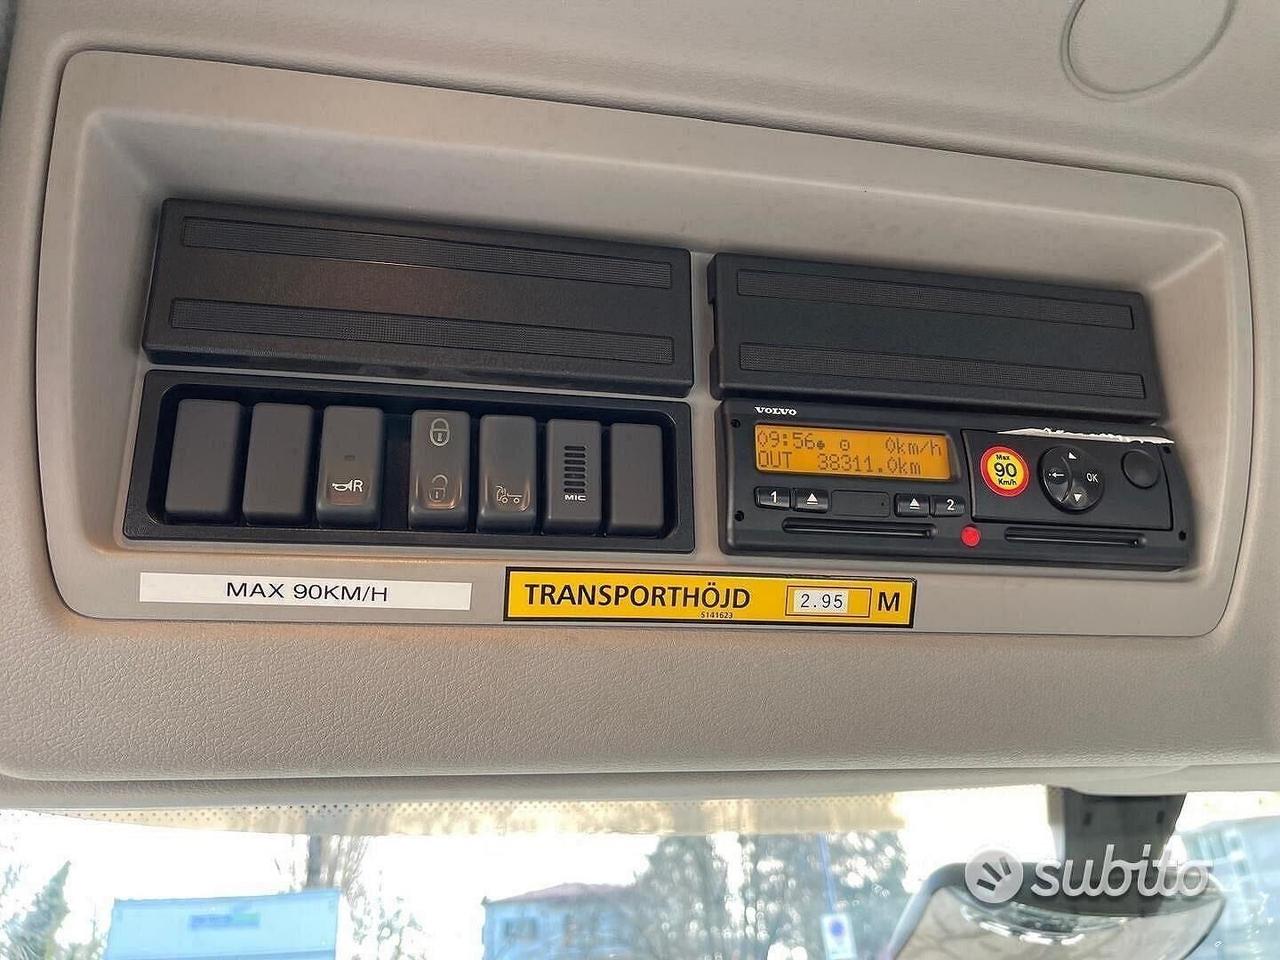 VOLVO
09:56 0km/h
OUT 38311.0km
Max
90
Km/h
OK
1
2
R
MIC
MAX 90KM/H
TRANSPORTHÖJD 2.95 M
5141623
subito